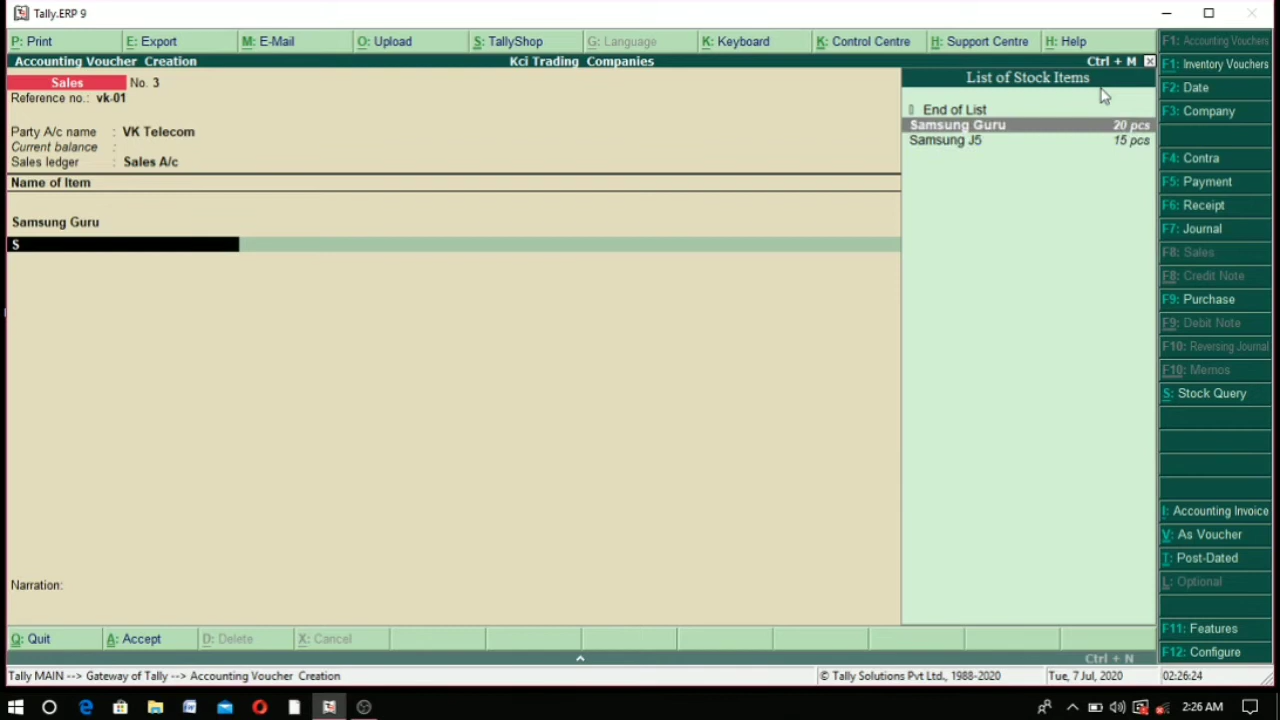 Tally.ERP 9
P: Print E: Export M: E-Mail O: Upload S: TallyShop G: Language K: Keyboard K: Control Centre H: Support Centre H: Help
Accounting Voucher Creation Kci Trading Companies Ctrl + M
Sales No. 3
Reference no.: vk-01
Party A/c name : VK Telecom
Current balance :
Sales ledger : Sales A/c
Name of Item
Samsung Guru
S
Narration:
List of Stock Items
End of List
Samsung Guru 20 pcs
Samsung J5 15 pcs
F1: Accounting Vouchers
F1: Inventory Vouchers
F2: Date
F3: Company
F4: Contra
F5: Payment
F6: Receipt
F7: Journal
F8: Sales
F8: Credit Note
F9: Purchase
F9: Debit Note
F10: Reversing Journal
F10: Memos
S: Stock Query
I: Accounting Invoice
V: As Voucher
T: Post-Dated
L: Optional
F11: Features
F12: Configure
Q: Quit A: Accept D: Delete X: Cancel
Ctrl + N
Tally MAIN --> Gateway of Tally --> Accounting Voucher Creation © Tally Solutions Pvt Ltd., 1988-2020 Tue, 7 Jul, 2020 02:26:24
2:26 AM